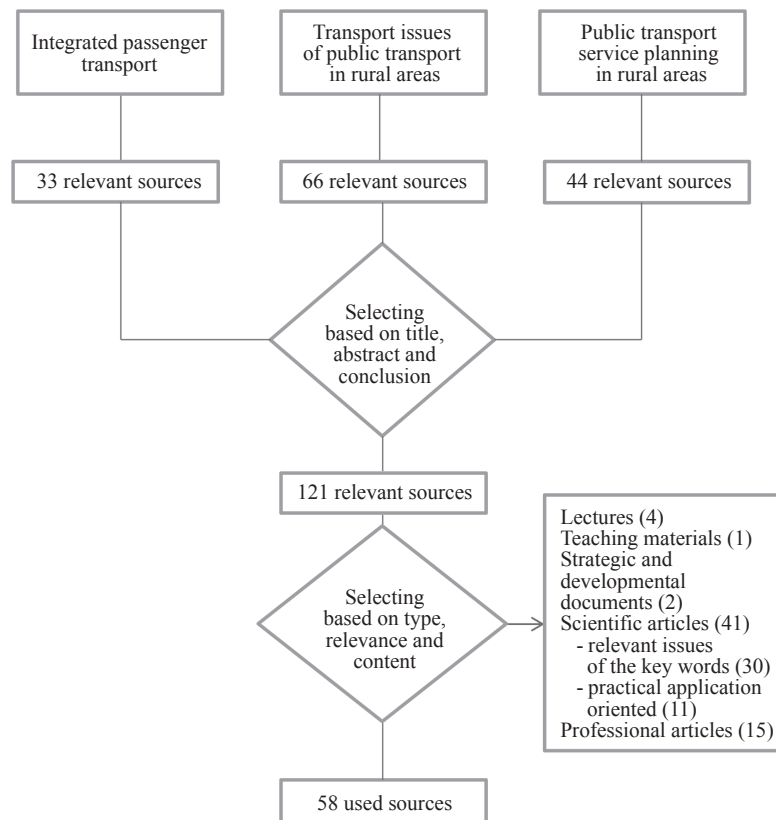 Integrated passenger
transport
Transport issues
of public transport
in rural areas
Public transport
service planning
in rural areas
33 relevant sources
66 relevant sources
44 relevant sources
Selecting
based on title,
abstract and
conclusion
121 relevant sources
Selecting
based on type,
relevance and
content
Lectures (4)
Teaching materials (1)
Strategic and
developmental
documents (2)
Scientific articles (41)
- relevant issues
of the key words (30)
- practical application
oriented (11)
Professional articles (15)
58 used sources